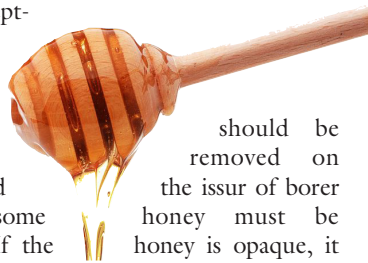 pt-
should be
removed on
the issur of borer
some honey must be
f the honey is opaque, it